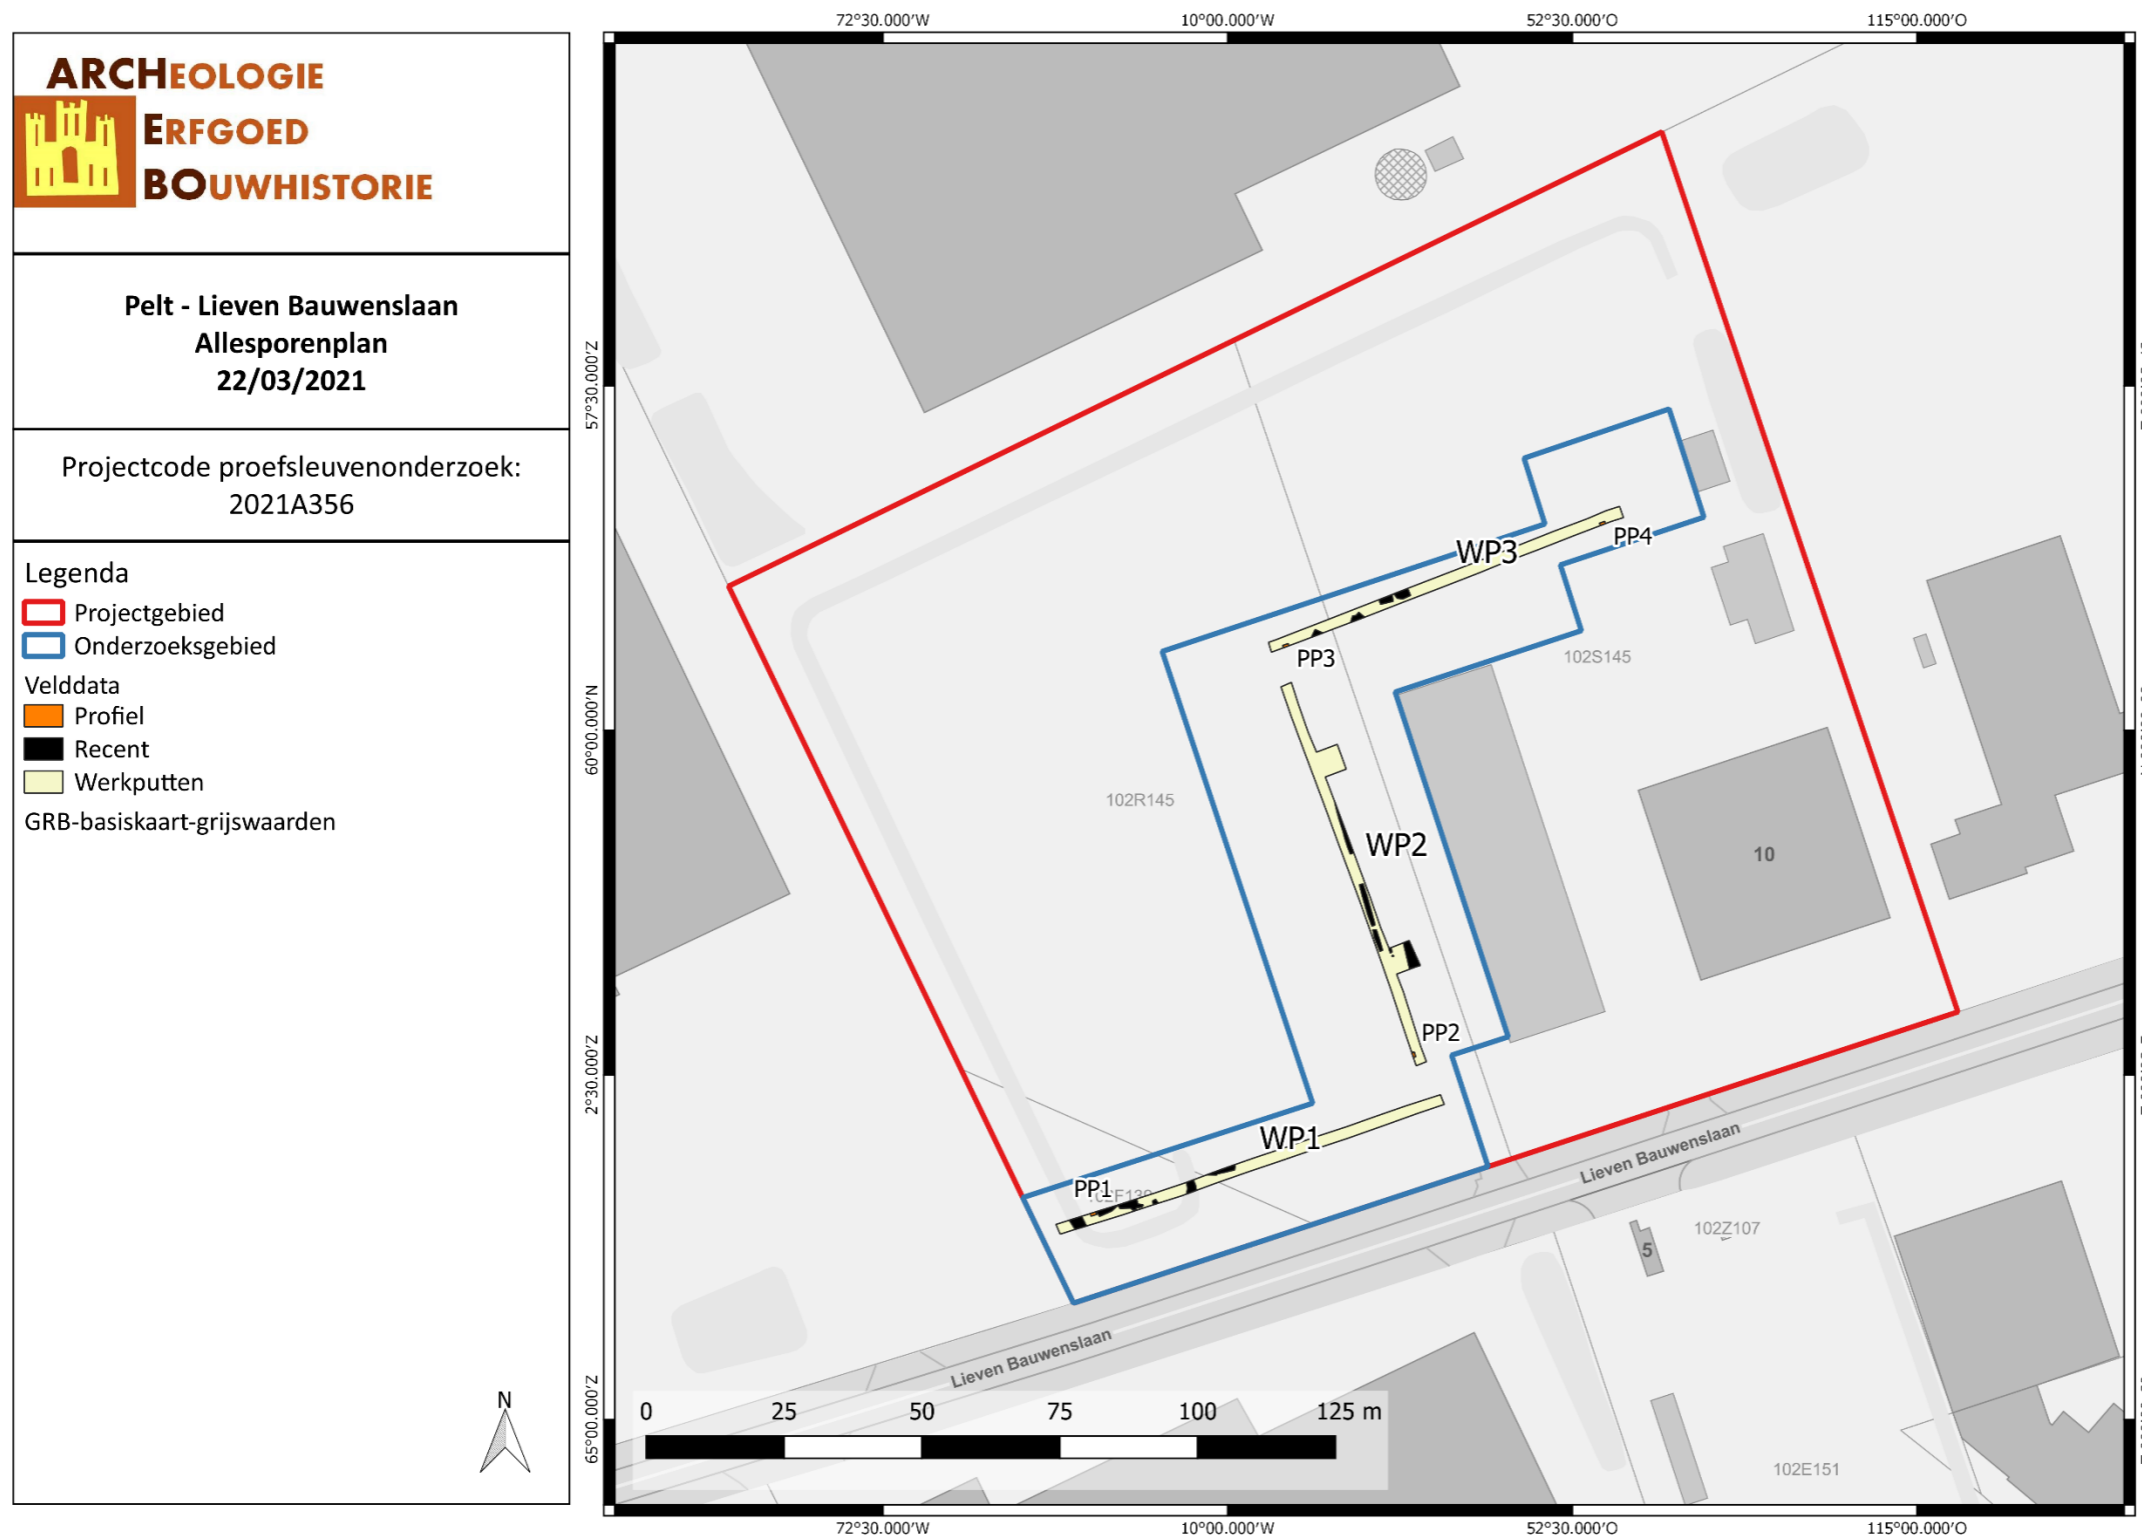 ARCHEOLOGIE
ERFGOED
BOUWHISTORIE
Pelt - Lieven Bauwenslaan
Allesporenplan
22/03/2021
Projectcode proefsleuvenonderzoek:
2021A356
Legenda
Projectgebied
Onderzoeksgebied
Velddata
Profiel
Recent
Werkputten
GRB-basiskaart-grijswaarden
N
72°30.000'W
10°00.000'W
52°30.000'O
115°00.000'O
57°30.000'Z
60°00.000'N
2°30.000'Z
65°00.000'Z
WP3
PP4
PP3
102S145
102R145
WP2
10
PP2
WP1
PP1
Lieven Bauwenslaan
102Z107
5
Lieven Bauwenslaan
102E151
0
25
50
75
100
125 m
72°30.000'W
10°00.000'W
52°30.000'O
115°00.000'O